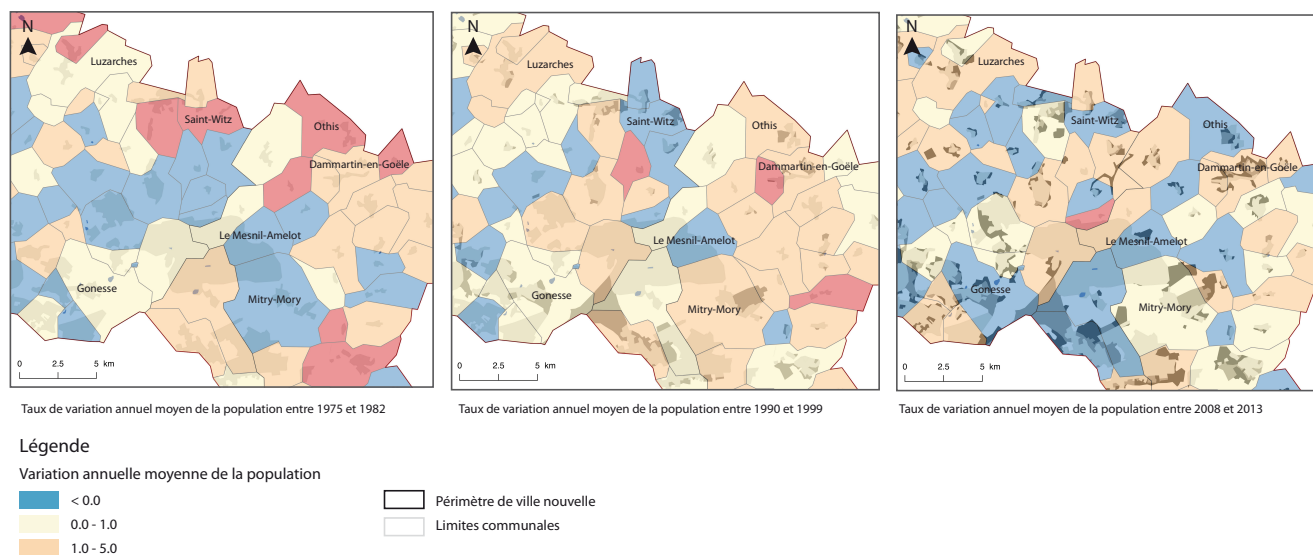 N
Luzarches
Saint-Witz
Othis
Dammartin-en-Goële
Le Mesnil-Amelot
Gonesse
Mitry-Mory
0 2.5 5 km
Taux de variation annuel moyen de la population entre 1975 et 1982
N
Luzarches
Saint-Witz
Othis
Dammartin-en-Goële
Le Mesnil-Amelot
Gonesse
Mitry-Mory
0 2.5 5 km
Taux de variation annuel moyen de la population entre 1990 et 1999
N
Luzarches
Saint-Witz
Othis
Dammartin-en-Goële
Le Mesnil-Amelot
Gonesse
Mitry-Mory
0 2.5 5 km
Taux de variation annuel moyen de la population entre 2008 et 2013
Légende
Variation annuelle moyenne de la population
< 0.0
0.0 - 1.0
1.0 - 5.0
Périmètre de ville nouvelle
Limites communales